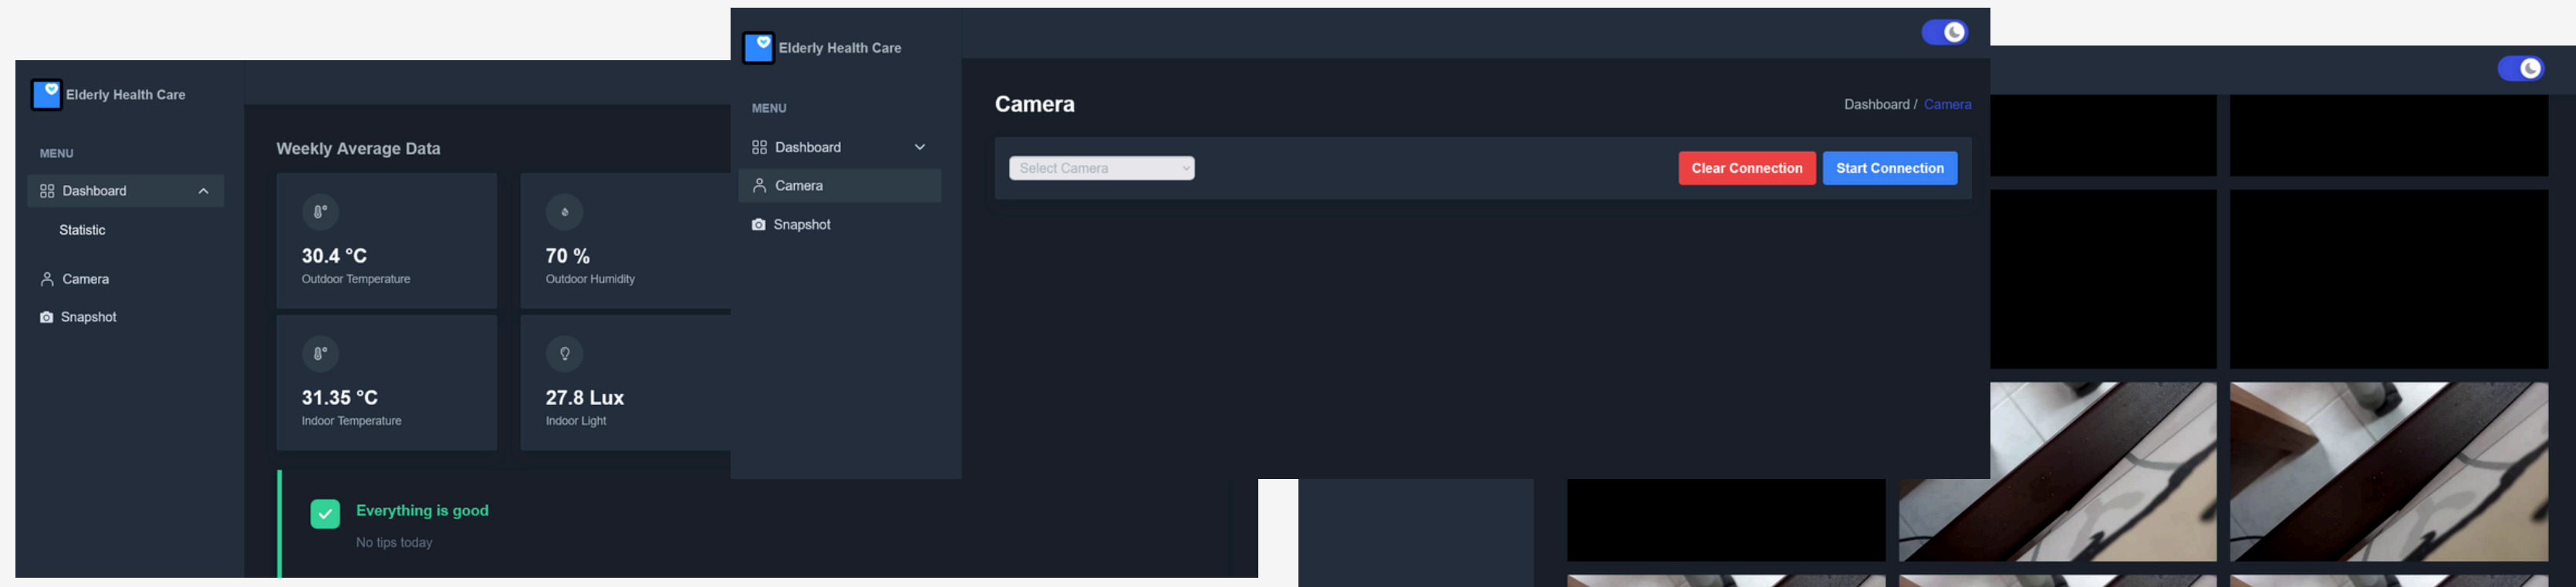 Elderly Health Care
MENU
Dashboard
Statistic
Camera
Snapshot
Weekly Average Data
30.4 °C
Outdoor Temperature
70 %
Outdoor Humidity
31.35 °C
Indoor Temperature
27.8 Lux
Indoor Light
Everything is good
No tips today
Elderly Health Care
MENU
Dashboard
Camera
Snapshot
Camera
Dashboard / Camera
Select Camera
Clear Connection
Start Connection